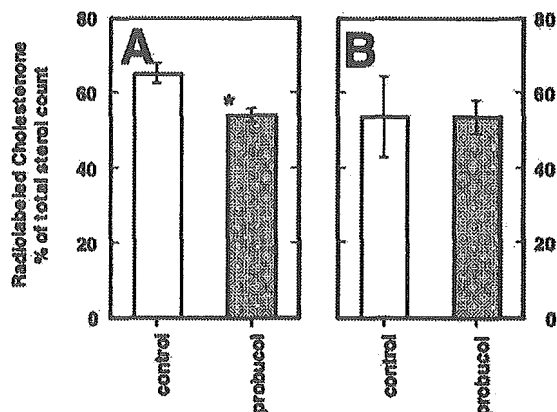 Radiolabeled Cholestenone
% of total sterol count
80
60
40
20
0
A
*
control
probucol
B
control
probucol
80
60
40
20
0